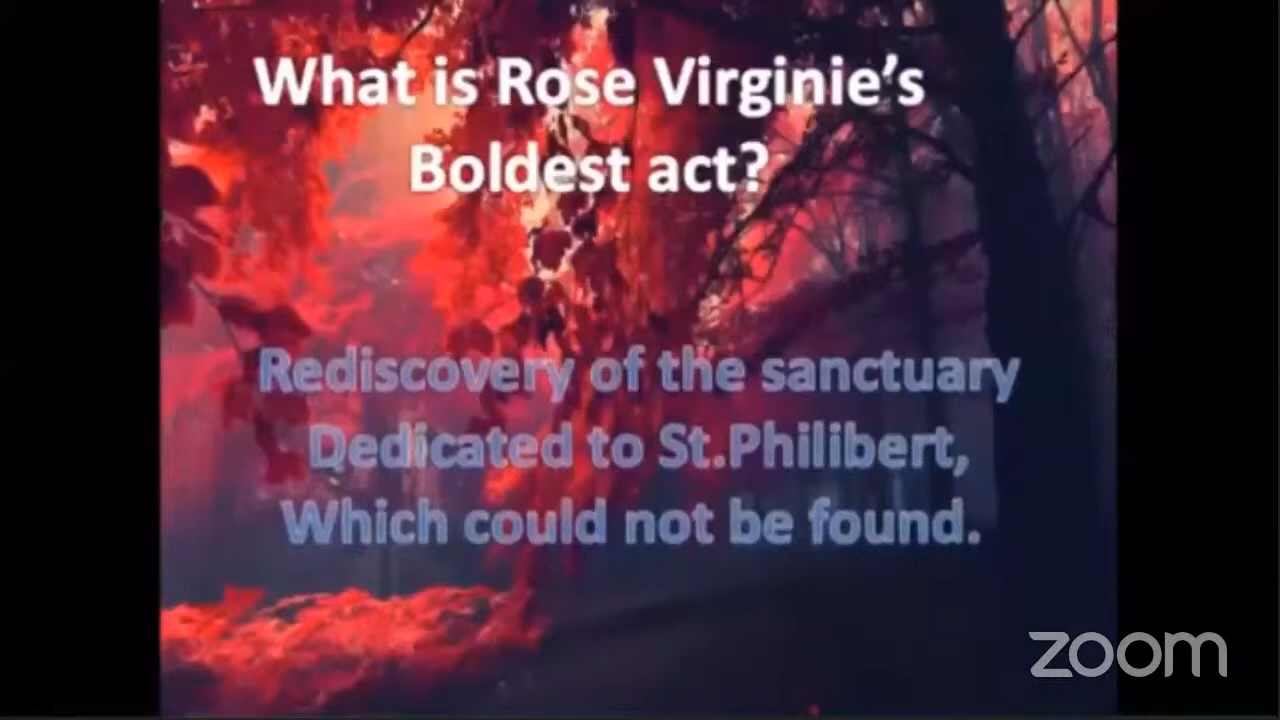 What is Rose Virginie's
Boldest act?
Rediscovery of the sanctuary
Dedicated to St.Philibert,
Which could not be found.
zoom